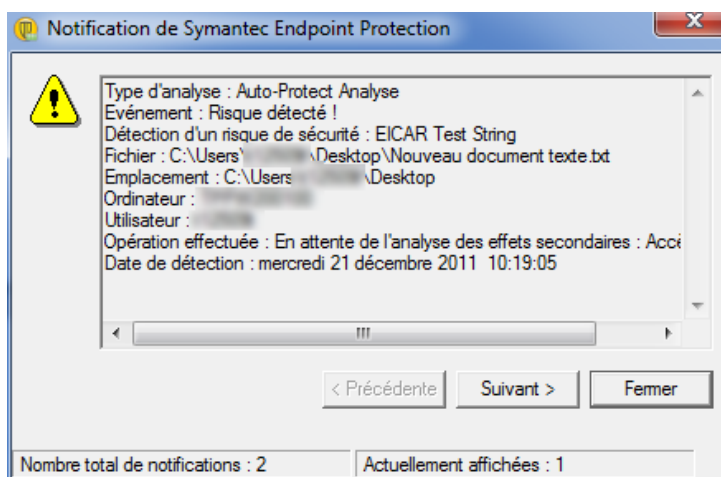 Notification de Symantec Endpoint Protection
Type d'analyse : Auto-Protect Analyse
Evénement : Risque détecté !
Détection d'un risque de sécurité : EICAR Test String
Fichier : C:\Users\ \Desktop\Nouveau document texte.txt
Emplacement : C:\Users \Desktop
Ordinateur :
Utilisateur :
Opération effectuée : En attente de l'analyse des effets secondaires : Accè
Date de détection : mercredi 21 décembre 2011 10:19:05
< Précédente
Suivant >
Fermer
Nombre total de notifications : 2
Actuellement affichées : 1